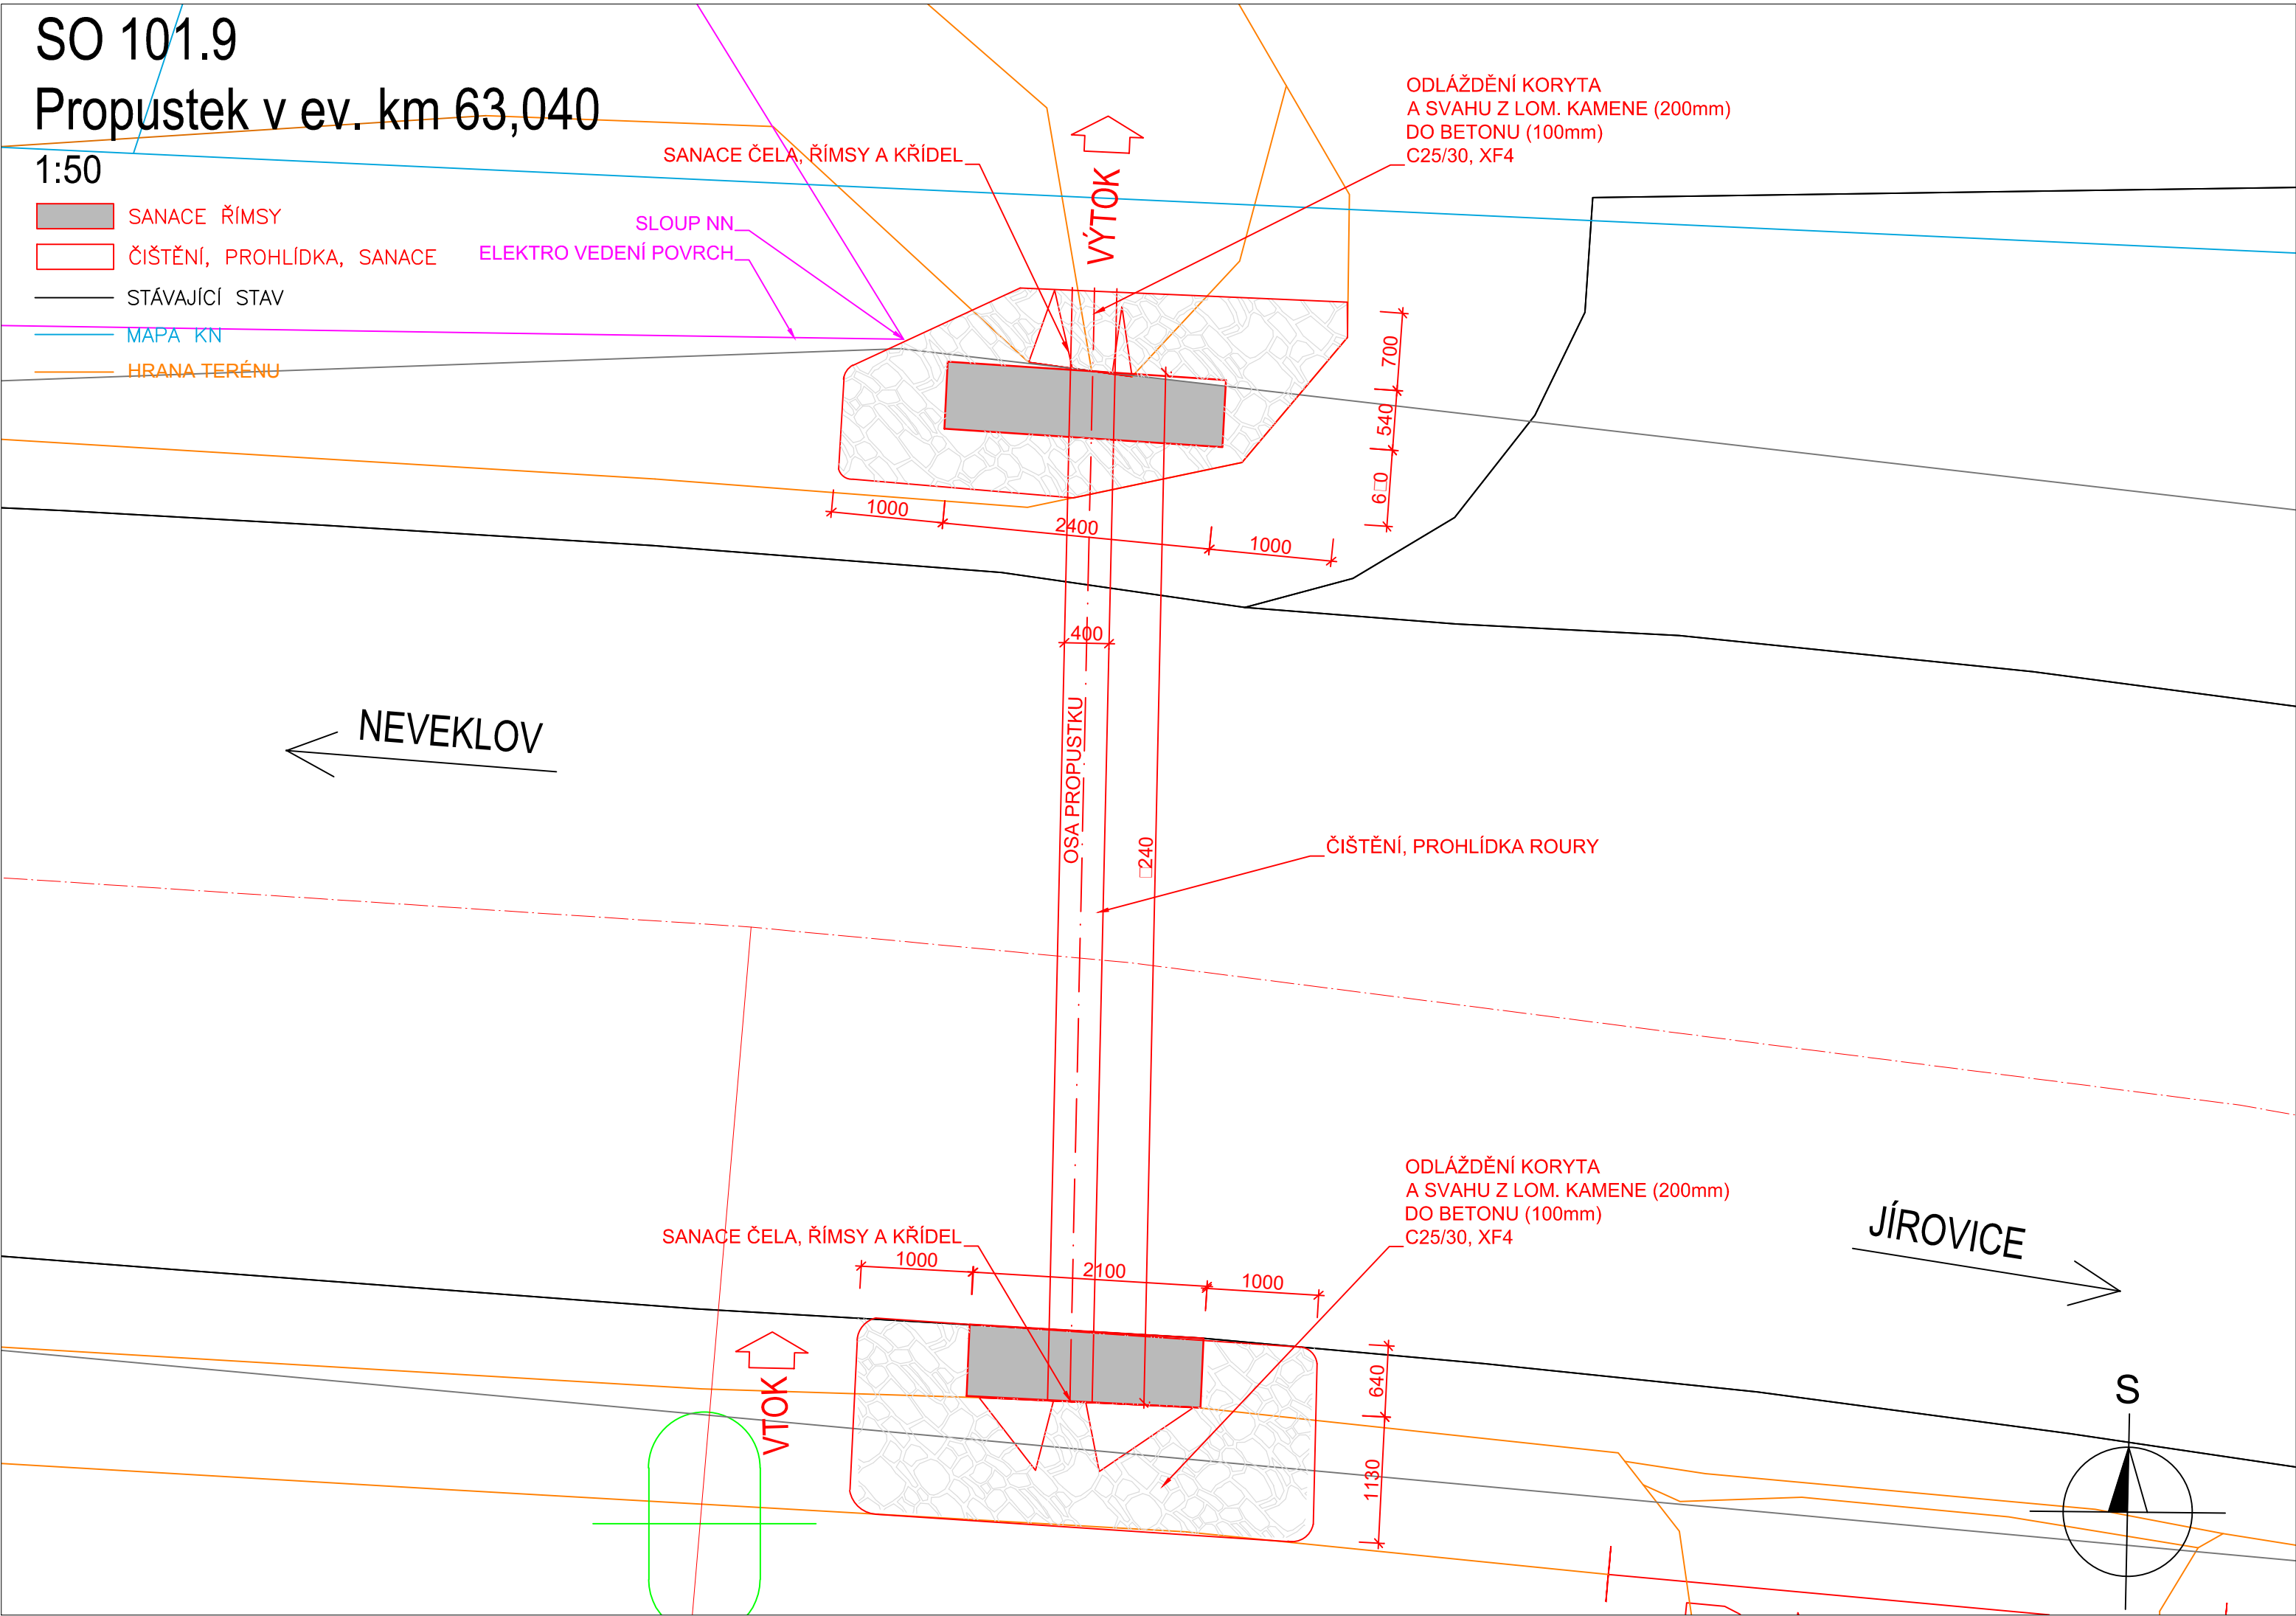 SO 101.9
Propustek v ev. km 63,040
1:50
SANACE ŘÍMSY
ČIŠTĚNÍ, PROHLÍDKA, SANACE
STÁVAJÍCÍ STAV
MAPA KN
HRANA TERÉNU
SANACE ČELA, ŘÍMSY A KŘÍDEL
SLOUP NN
ELEKTRO VEDENÍ POVRCH
VÝTOK
ODLÁŽDĚNÍ KORYTA
A SVAHU Z LOM. KAMENE (200mm)
DO BETONU (100mm)
C25/30, XF4
700
540
6□0
1000
2400
1000
400
OSA PROPUSTKU
□240
NEVEKLOV
ČIŠTĚNÍ, PROHLÍDKA ROURY
ODLÁŽDĚNÍ KORYTA
A SVAHU Z LOM. KAMENE (200mm)
DO BETONU (100mm)
C25/30, XF4
JÍROVICE
SANACE ČELA, ŘÍMSY A KŘÍDEL
1000
2100
1000
VTOK
640
1130
S